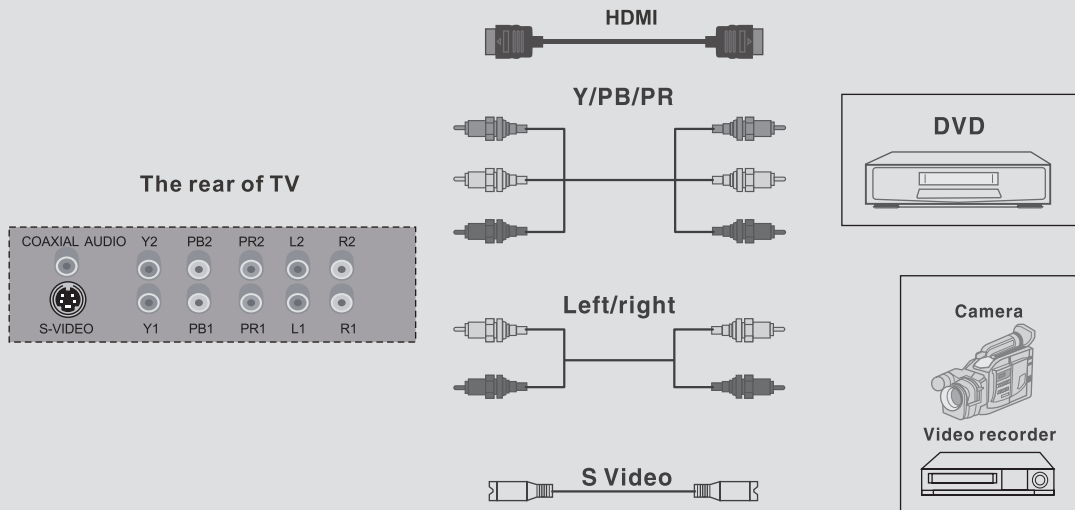 HDMI
Y/PB/PR
DVD
The rear of TV
COAXIAL AUDIO Y2 PB2 PR2 L2 R2
S-VIDEO Y1 PB1 PR1 L1 R1
Left/right
Camera
Video recorder
S Video